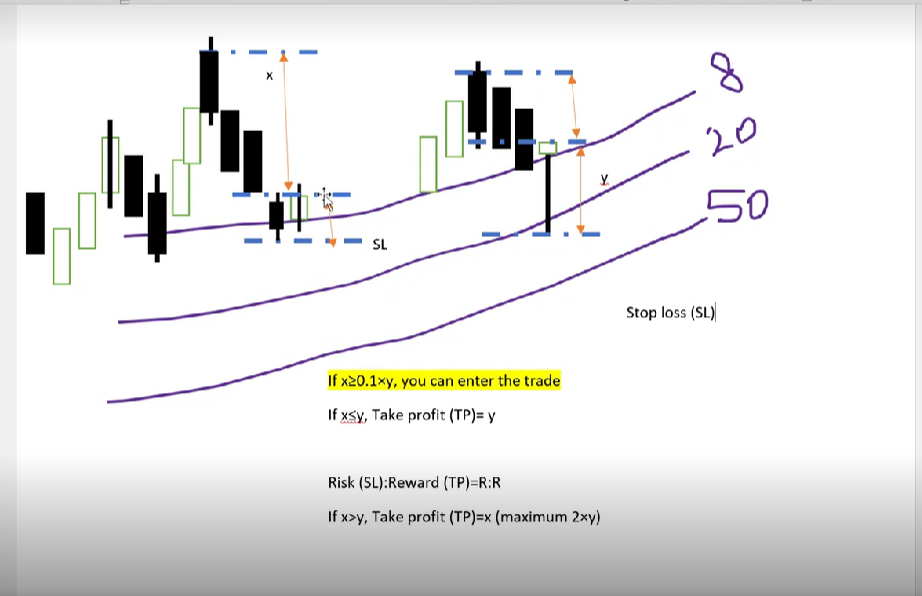 8
x
20
y
50
SL
Stop loss (SL)
If x≥0.1×y, you can enter the trade
If x≤y, Take profit (TP)= y
Risk (SL):Reward (TP)=R:R
If x>y, Take profit (TP)=x (maximum 2×y)